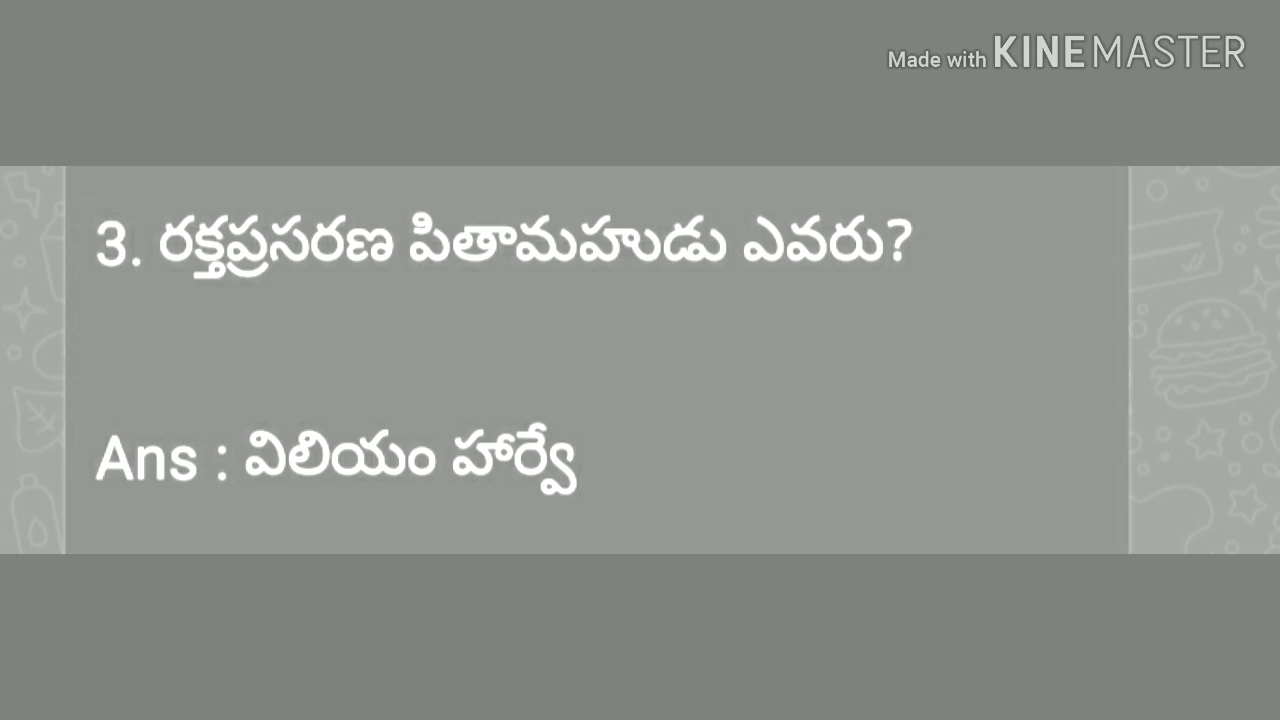 Made with KINEMASTER
3. రక్తప్రసరణ పితామహుడు ఎవరు?
Ans : విలియం హార్వే